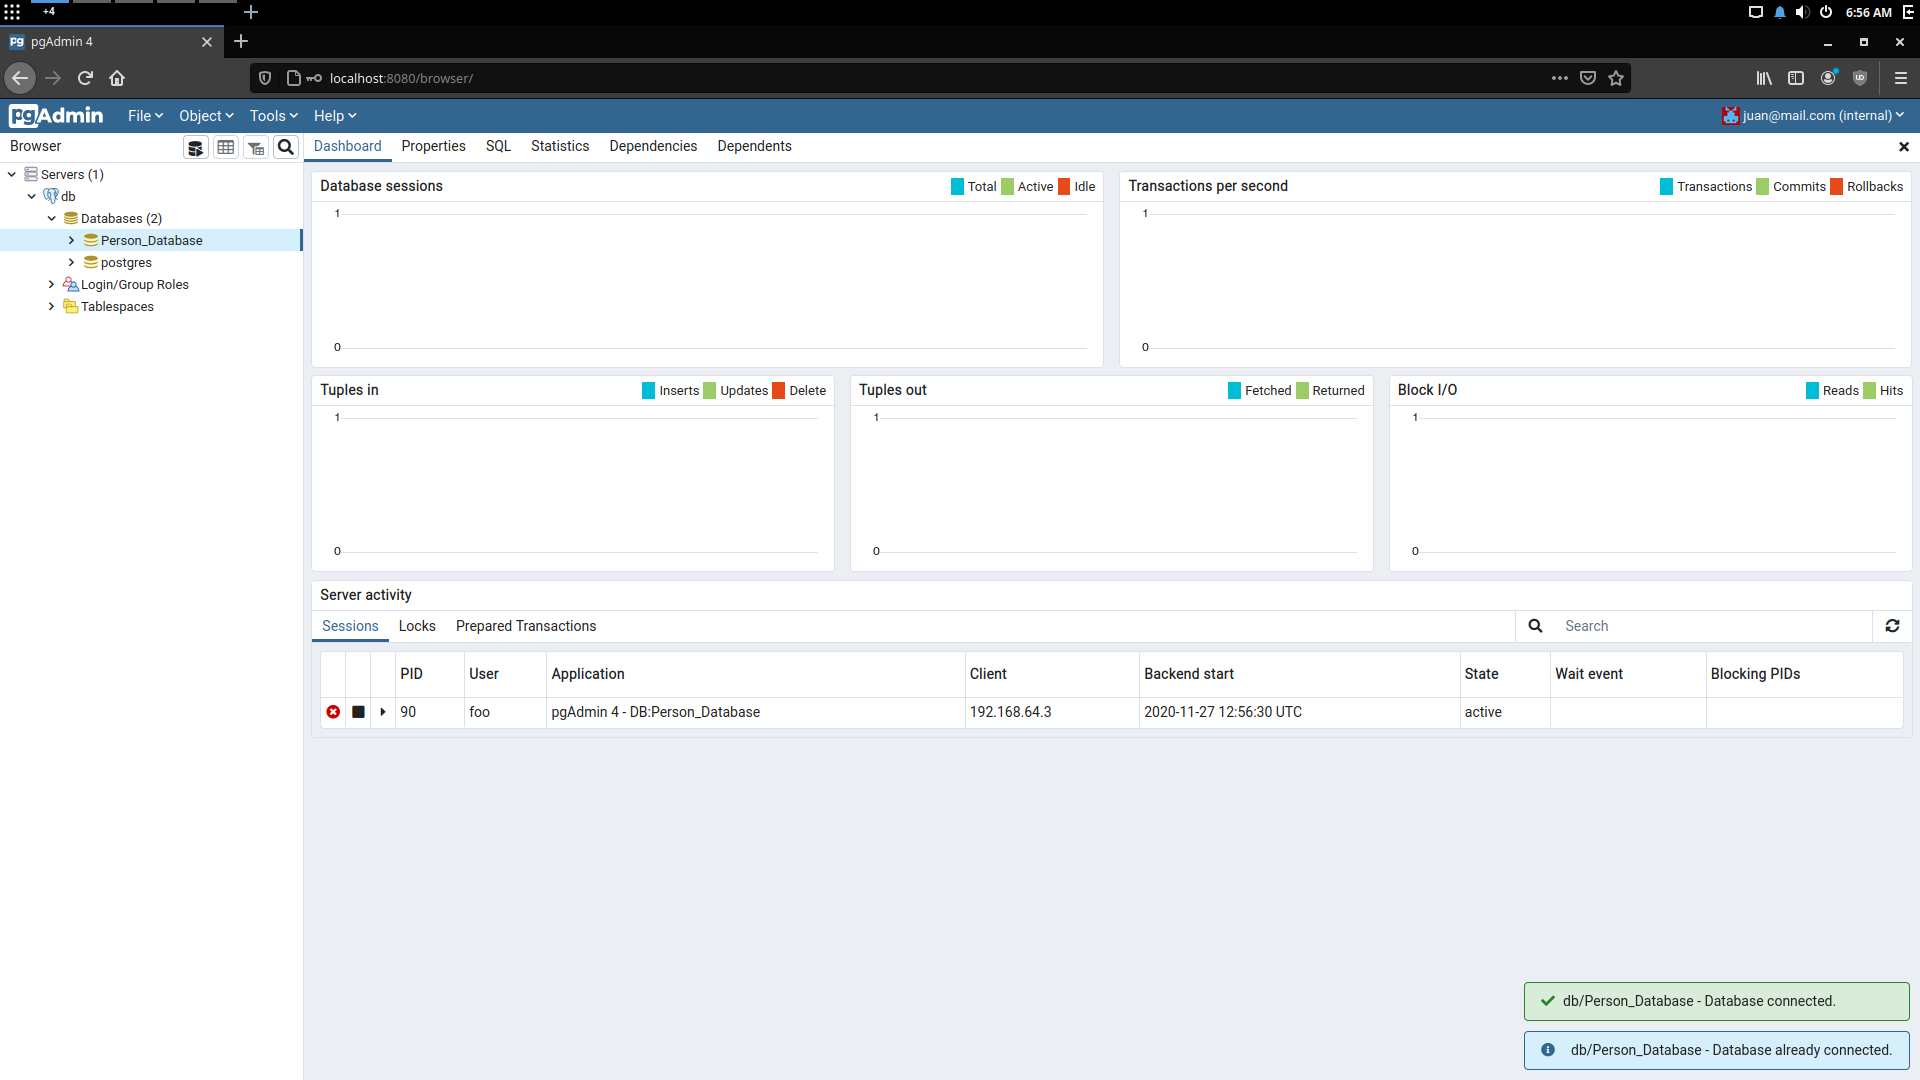 +4
6:56 AM
pgAdmin 4
localhost:8080/browser/
pgAdmin File Object Tools Help juan@mail.com (internal)
Browser
Dashboard Properties SQL Statistics Dependencies Dependents
Servers (1)
db
Databases (2)
Person_Database
postgres
Login/Group Roles
Tablespaces
Database sessions Total Active Idle
1
0
Transactions per second Transactions Commits Rollbacks
1
0
Tuples in Inserts Updates Delete
1
0
Tuples out Fetched Returned
1
0
Block I/O Reads Hits
1
0
Server activity
Sessions Locks Prepared Transactions Search
PID User Application Client Backend start State Wait event Blocking PIDs
90 foo pgAdmin 4 - DB:Person_Database 192.168.64.3 2020-11-27 12:56:30 UTC active
db/Person_Database - Database connected.
db/Person_Database - Database already connected.